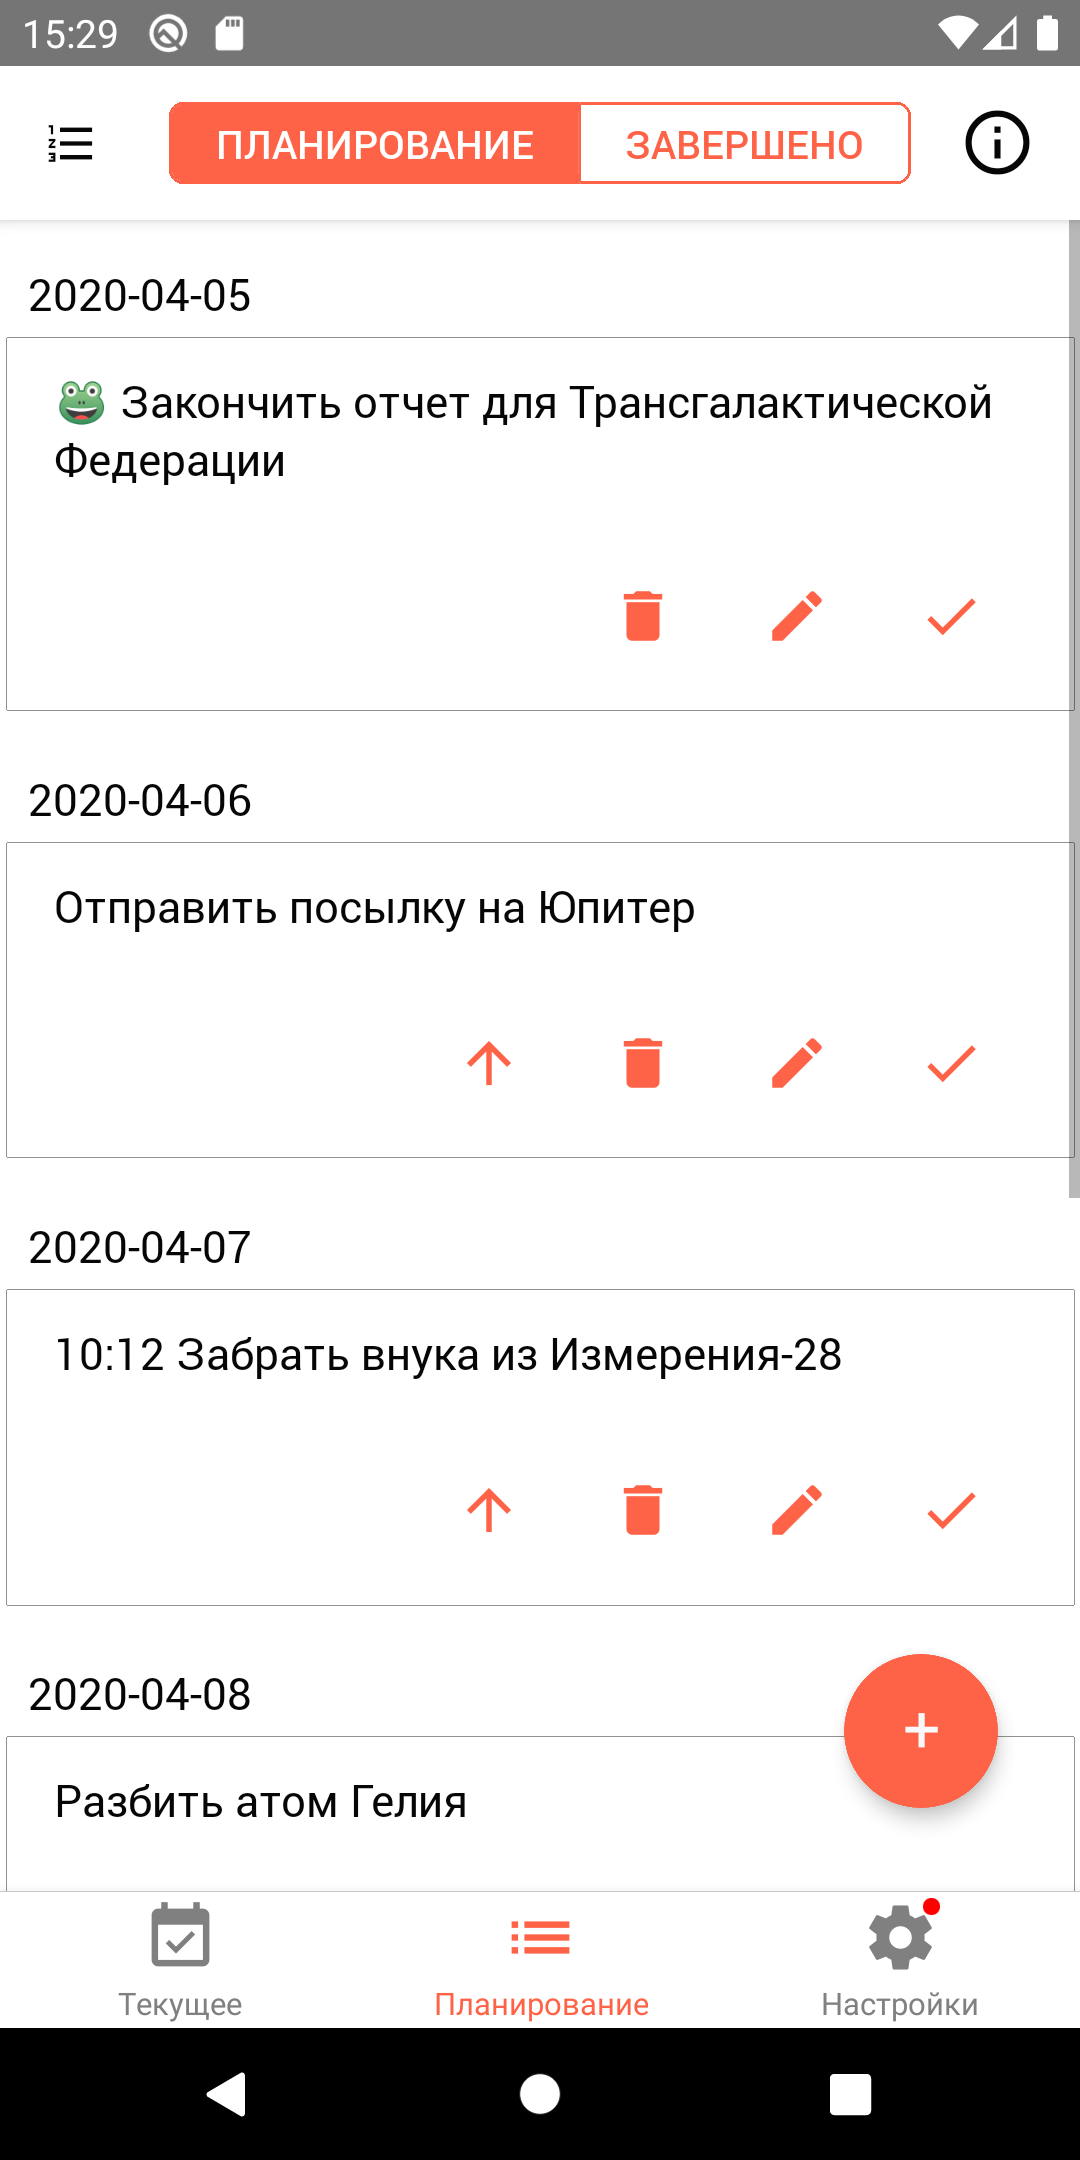 15:29
ПЛАНИРОВАНИЕ ЗАВЕРШЕНО
2020-04-05
🐸 Закончить отчет для Трансгалактической
Федерации
2020-04-06
Отправить посылку на Юпитер
2020-04-07
10:12 Забрать внука из Измерения-28
2020-04-08
Разбить атом Гелия
Текущее Планирование Настройки